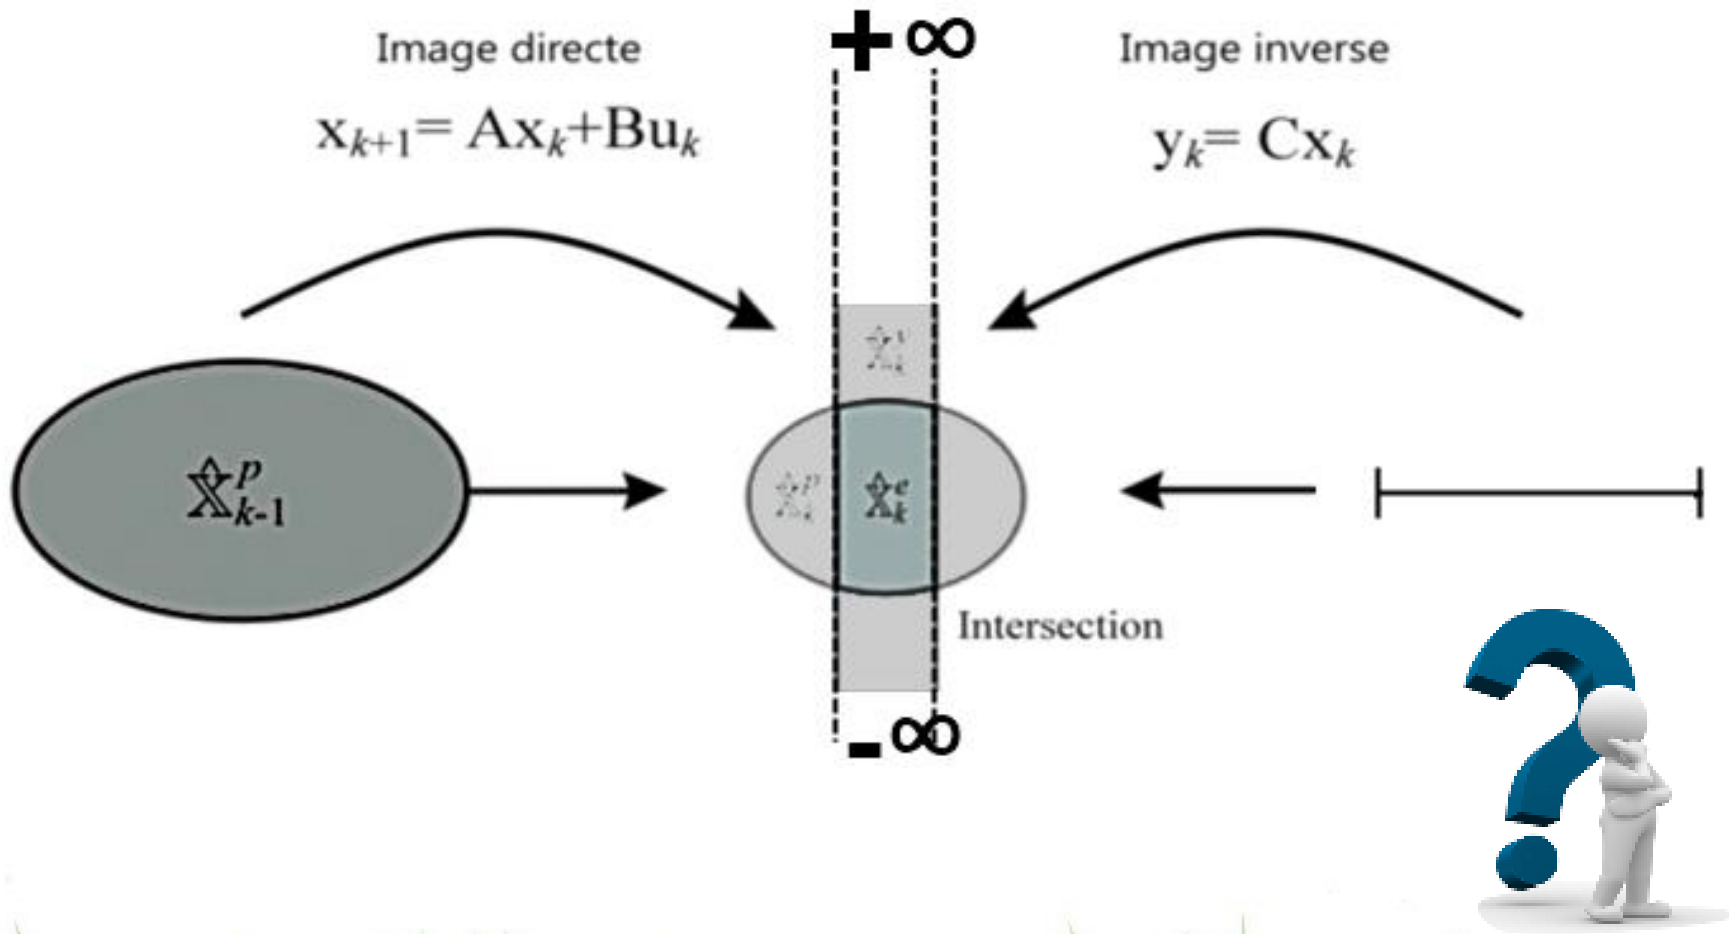 Image directe
x_{k+1}= Ax_k+Bu_k
+ ∞
Image inverse
y_k= Cx_k
𝕏̂^p_{k-1}
𝕏̂^e_k
Intersection
- ∞